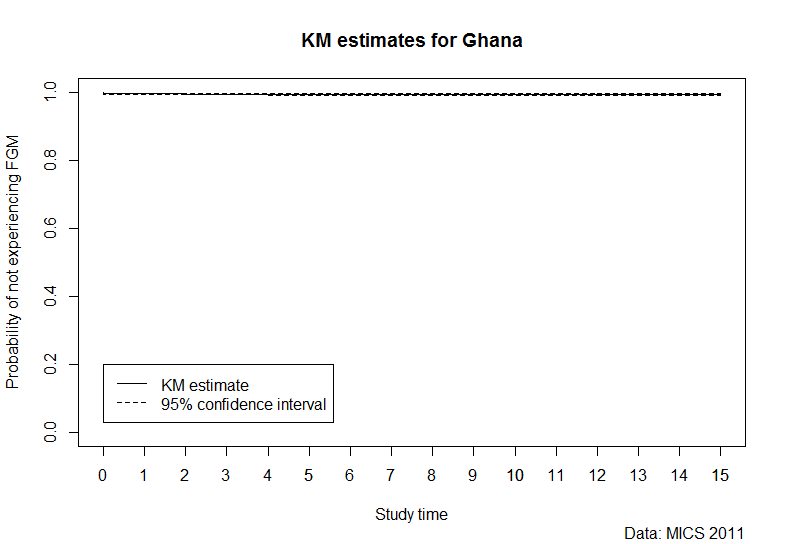 KM estimates for Ghana
Probability of not experiencing FGM
1.0
0.8
0.6
0.4
0.2
0.0
KM estimate
95% confidence interval
0 1 2 3 4 5 6 7 8 9 10 11 12 13 14 15
Study time
Data: MICS 2011